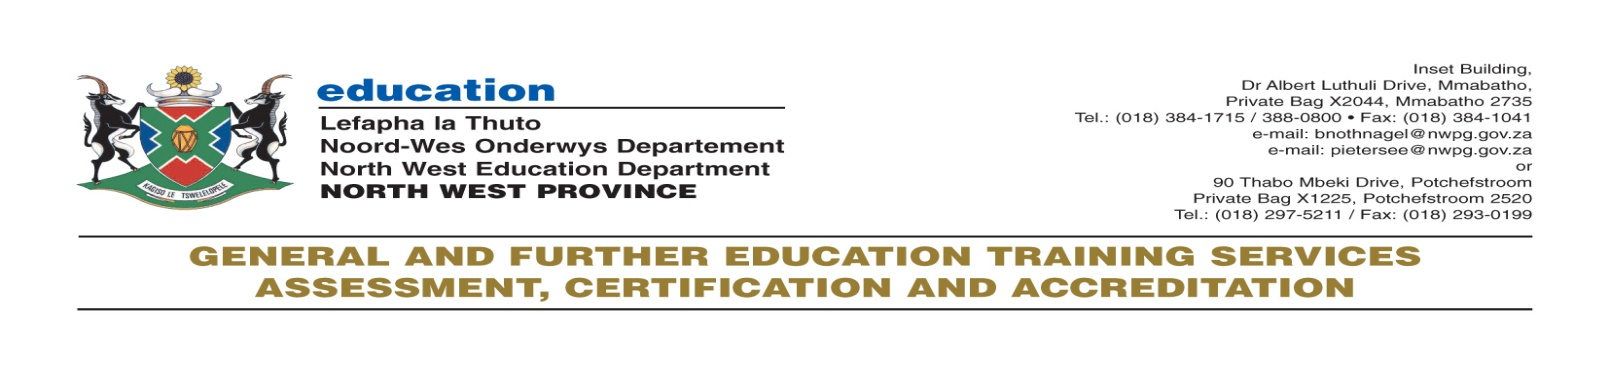 education
Lefapha la Thuto
Noord-Wes Onderwys Departement
North West Education Department
NORTH WEST PROVINCE
KAGISO LE TSWELELOPELE
Inset Building,
Dr Albert Luthuli Drive, Mmabatho,
Private Bag X2044, Mmabatho 2735
Tel.: (018) 384-1715 / 388-0800 • Fax: (018) 384-1041
e-mail: bnothnagel@nwpg.gov.za
e-mail: pietersee@nwpg.gov.za
or
90 Thabo Mbeki Drive, Potchefstroom
Private Bag X1225, Potchefstroom 2520
Tel.: (018) 297-5211 / Fax: (018) 293-0199
GENERAL AND FURTHER EDUCATION TRAINING SERVICES
ASSESSMENT, CERTIFICATION AND ACCREDITATION